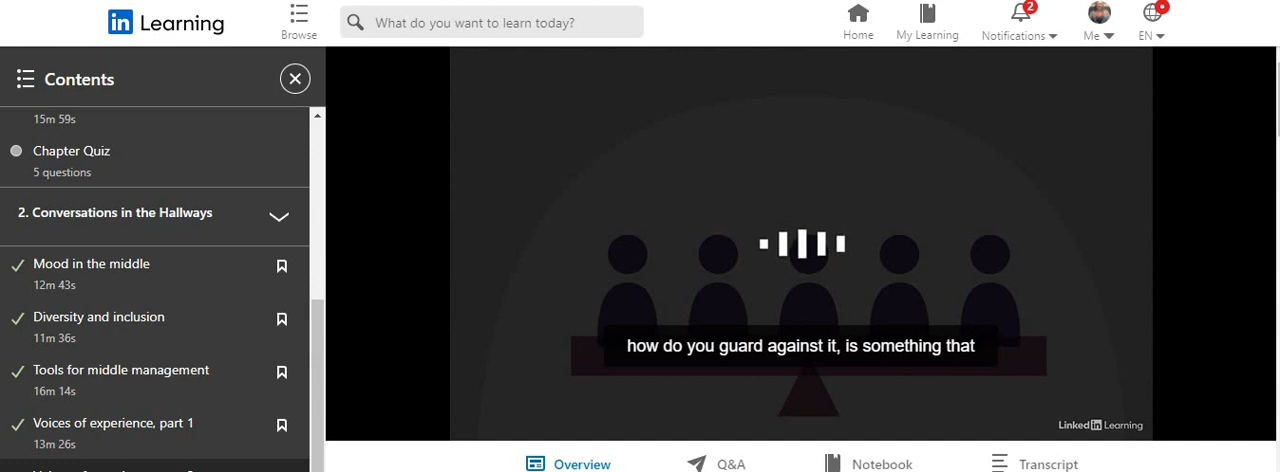 in Learning
Browse
What do you want to learn today?
Home
My Learning
2
Notifications
Me
EN
Contents
15m 59s
Chapter Quiz
5 questions
2. Conversations in the Hallways
Mood in the middle
12m 43s
Diversity and inclusion
11m 36s
Tools for middle management
16m 14s
Voices of experience, part 1
13m 26s
how do you guard against it, is something that
Linked in Learning
Overview
Q&A
Notebook
Transcript